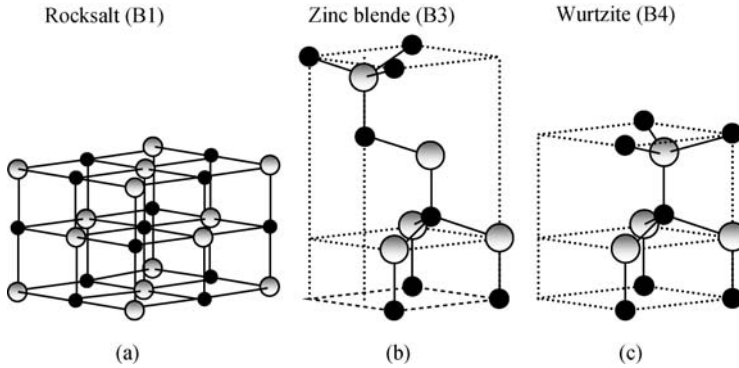 Rocksalt (B1)
Zinc blende (B3)
Wurtzite (B4)
(a)
(b)
(c)